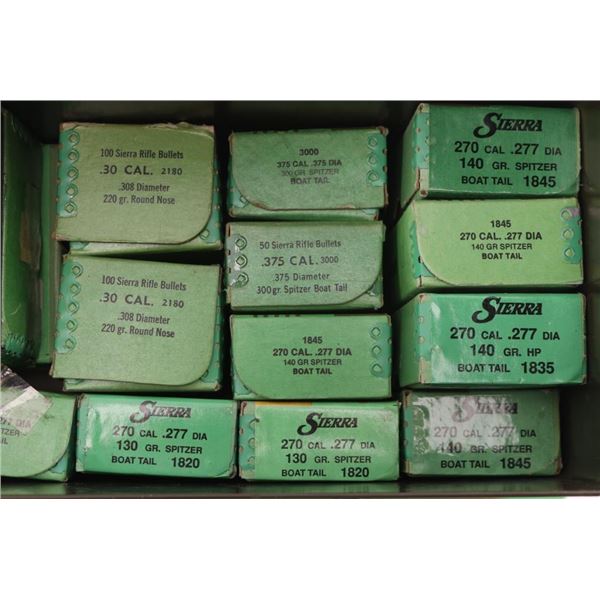 100 Sierra Rifle Bullets
.30 CAL. 2180
.308 Diameter
220 gr. Round Nose
3000
375 CAL .375 DIA
300 GR SPITZER
BOAT TAIL
SIERRA
270 CAL .277 DIA
140 GR. SPITZER
BOAT TAIL 1845
50 Sierra Rifle Bullets
.375 CAL. 3000
.375 Diameter
300 gr. Spitzer Boat Tail
1845
270 CAL .277 DIA
140 GR SPITZER
BOAT TAIL
100 Sierra Rifle Bullets
.30 CAL. 2180
.308 Diameter
220 gr. Round Nose
1845
270 CAL. .277 DIA
140 GR SPITZER
BOAT TAIL
SIERRA
270 CAL .277 DIA
140 GR. HP
BOAT TAIL 1835
.277 DIA
SPITZER
TAIL
SIERRA
270 CAL .277 DIA
130 GR. SPITZER
BOAT TAIL 1820
SIERRA
270 CAL .277 DIA
130 GR. SPITZER
BOAT TAIL 1820
SIERRA
270 CAL .277 DIA
140 GR. SPITZER
BOAT TAIL 1845